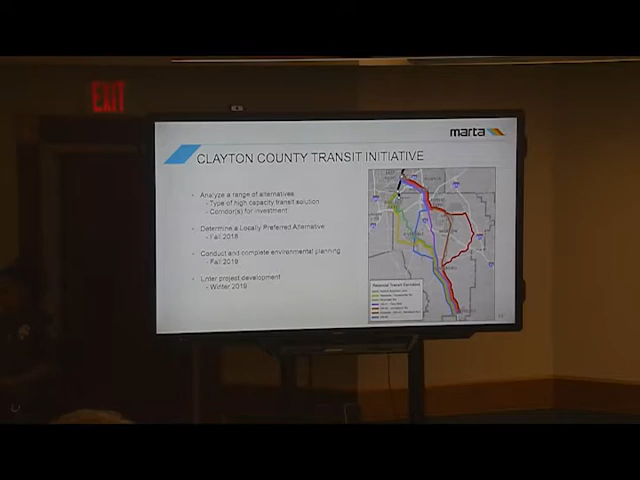 EXIT
marta
CLAYTON COUNTY TRANSIT INITIATIVE
- Analyze a range of alternatives
- Type of high capacity transit solution
- Corridor(s) for investment
- Determine a Locally Preferred Alternative
- Fall 2018
- Conduct and complete environmental planning
- Fall 2019
- Enter project development
- Winter 2019
Potential Transit Corridors